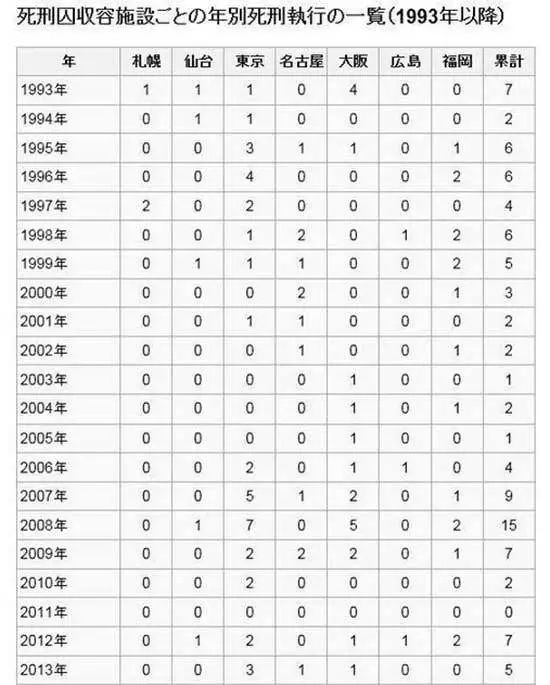 死刑囚収容施設ごとの年別死刑執行の一覧（1993年以降）
年 札幌 仙台 東京 名古屋 大阪 広島 福岡 累計
1993年 1 1 1 0 4 0 0 7
1994年 0 1 1 0 0 0 0 2
1995年 0 0 3 1 1 0 1 6
1996年 0 0 4 0 0 0 2 6
1997年 2 0 2 0 0 0 0 4
1998年 0 0 1 2 0 1 2 6
1999年 0 1 1 1 0 0 2 5
2000年 0 0 0 2 0 0 1 3
2001年 0 0 1 1 0 0 0 2
2002年 0 0 0 1 0 0 1 2
2003年 0 0 0 0 1 0 0 1
2004年 0 0 0 0 1 0 1 2
2005年 0 0 0 0 1 0 0 1
2006年 0 0 2 0 1 1 0 4
2007年 0 0 5 1 2 0 1 9
2008年 0 1 7 0 5 0 2 15
2009年 0 0 2 2 2 0 1 7
2010年 0 0 2 0 0 0 0 2
2011年 0 0 0 0 0 0 0 0
2012年 0 1 2 0 1 1 2 7
2013年 0 0 3 1 1 0 0 5